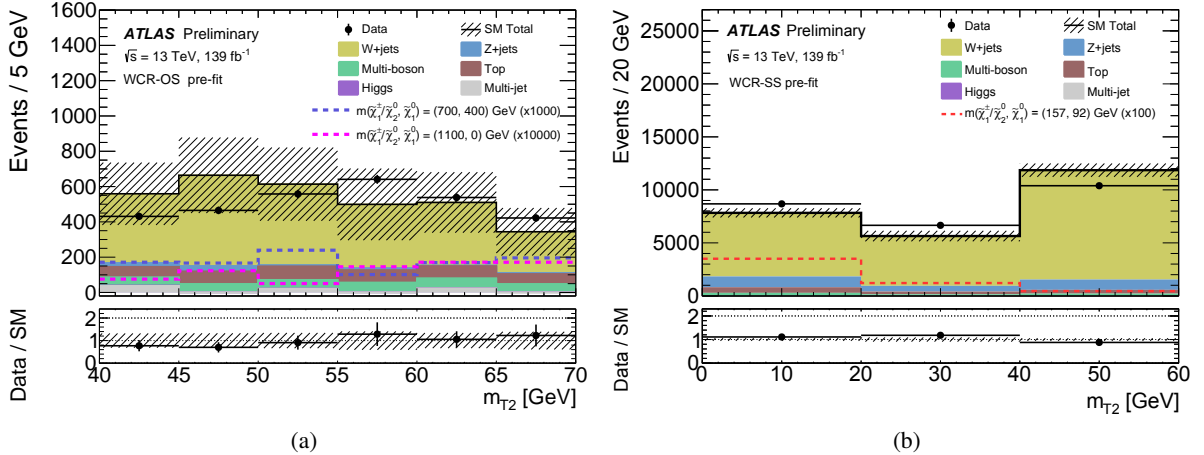 ATLAS Preliminary
√s = 13 TeV, 139 fb⁻¹
WCR-OS pre-fit
Data
SM Total
W+jets
Z+jets
Multi-boson
Top
Higgs
Multi-jet
m(χ̃₁±/χ̃₂⁰, χ̃₁⁰) = (700, 400) GeV (x1000)
m(χ̃₁±/χ̃₂⁰, χ̃₁⁰) = (1100, 0) GeV (x10000)
Events / 5 GeV
1600
1400
1200
1000
800
600
400
200
0
Data / SM
2
1
0
40 45 50 55 60 65 70
m_T2 [GeV]
(a)
ATLAS Preliminary
√s = 13 TeV, 139 fb⁻¹
WCR-SS pre-fit
Data
SM Total
W+jets
Z+jets
Multi-boson
Top
Higgs
Multi-jet
m(χ̃₁±/χ̃₂⁰, χ̃₁⁰) = (157, 92) GeV (x100)
Events / 20 GeV
25000
20000
15000
10000
5000
0
Data / SM
2
1
0
0 10 20 30 40 50 60
m_T2 [GeV]
(b)